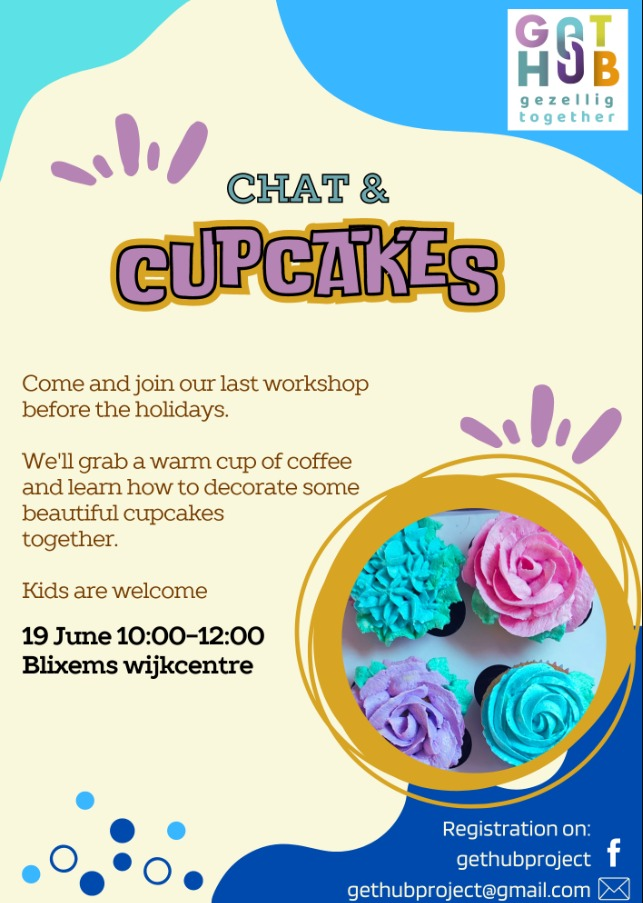 GET
HUB
gezellig
together
CHAT &
CUPCAKES
Come and join our last workshop
before the holidays.
We'll grab a warm cup of coffee
and learn how to decorate some
beautiful cupcakes
together.
Kids are welcome
19 June 10:00-12:00
Blixems wijkcentre
Registration on:
gethubproject f
gethubproject@gmail.com